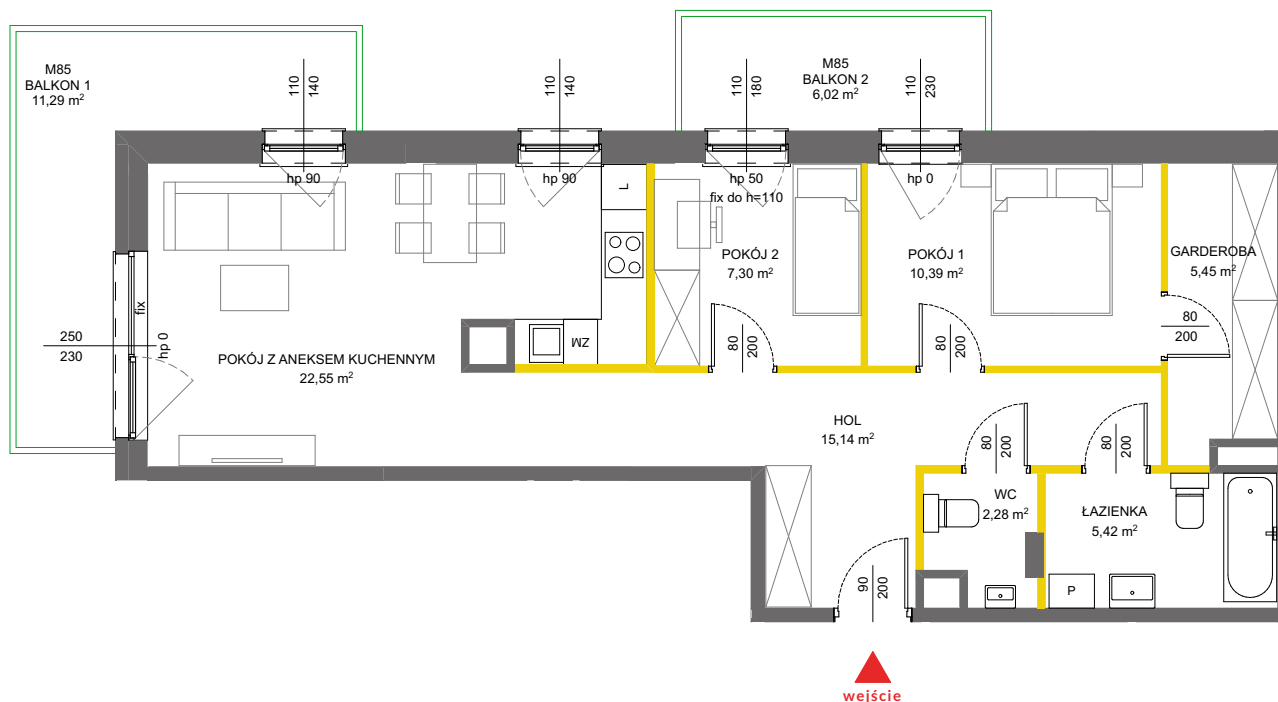 M85
BALKON 1
11,29 m²
110
140
110
140
110
180
M85
BALKON 2
6,02 m²
110
230
hp 90
hp 90
hp 50
fix do h=110
hp 0
L
POKÓJ 2
7,30 m²
POKÓJ 1
10,39 m²
GARDEROBA
5,45 m²
250
230
fix
hp 0
POKÓJ Z ANEKSEM KUCHENNYM
22,55 m²
ZM
80
200
80
200
80
200
HOL
15,14 m²
80
200
80
200
WC
2,28 m²
ŁAZIENKA
5,42 m²
90
200
P
wejście